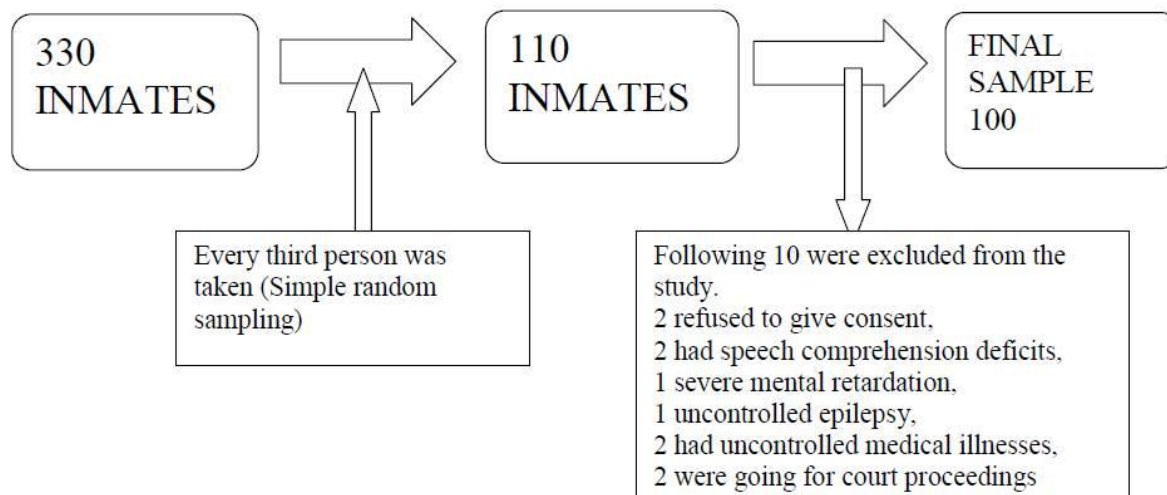 330
INMATES
110
INMATES
FINAL
SAMPLE
100
Every third person was
taken (Simple random
sampling)
Following 10 were excluded from the
study.
2 refused to give consent,
2 had speech comprehension deficits,
1 severe mental retardation,
1 uncontrolled epilepsy,
2 had uncontrolled medical illnesses,
2 were going for court proceedings